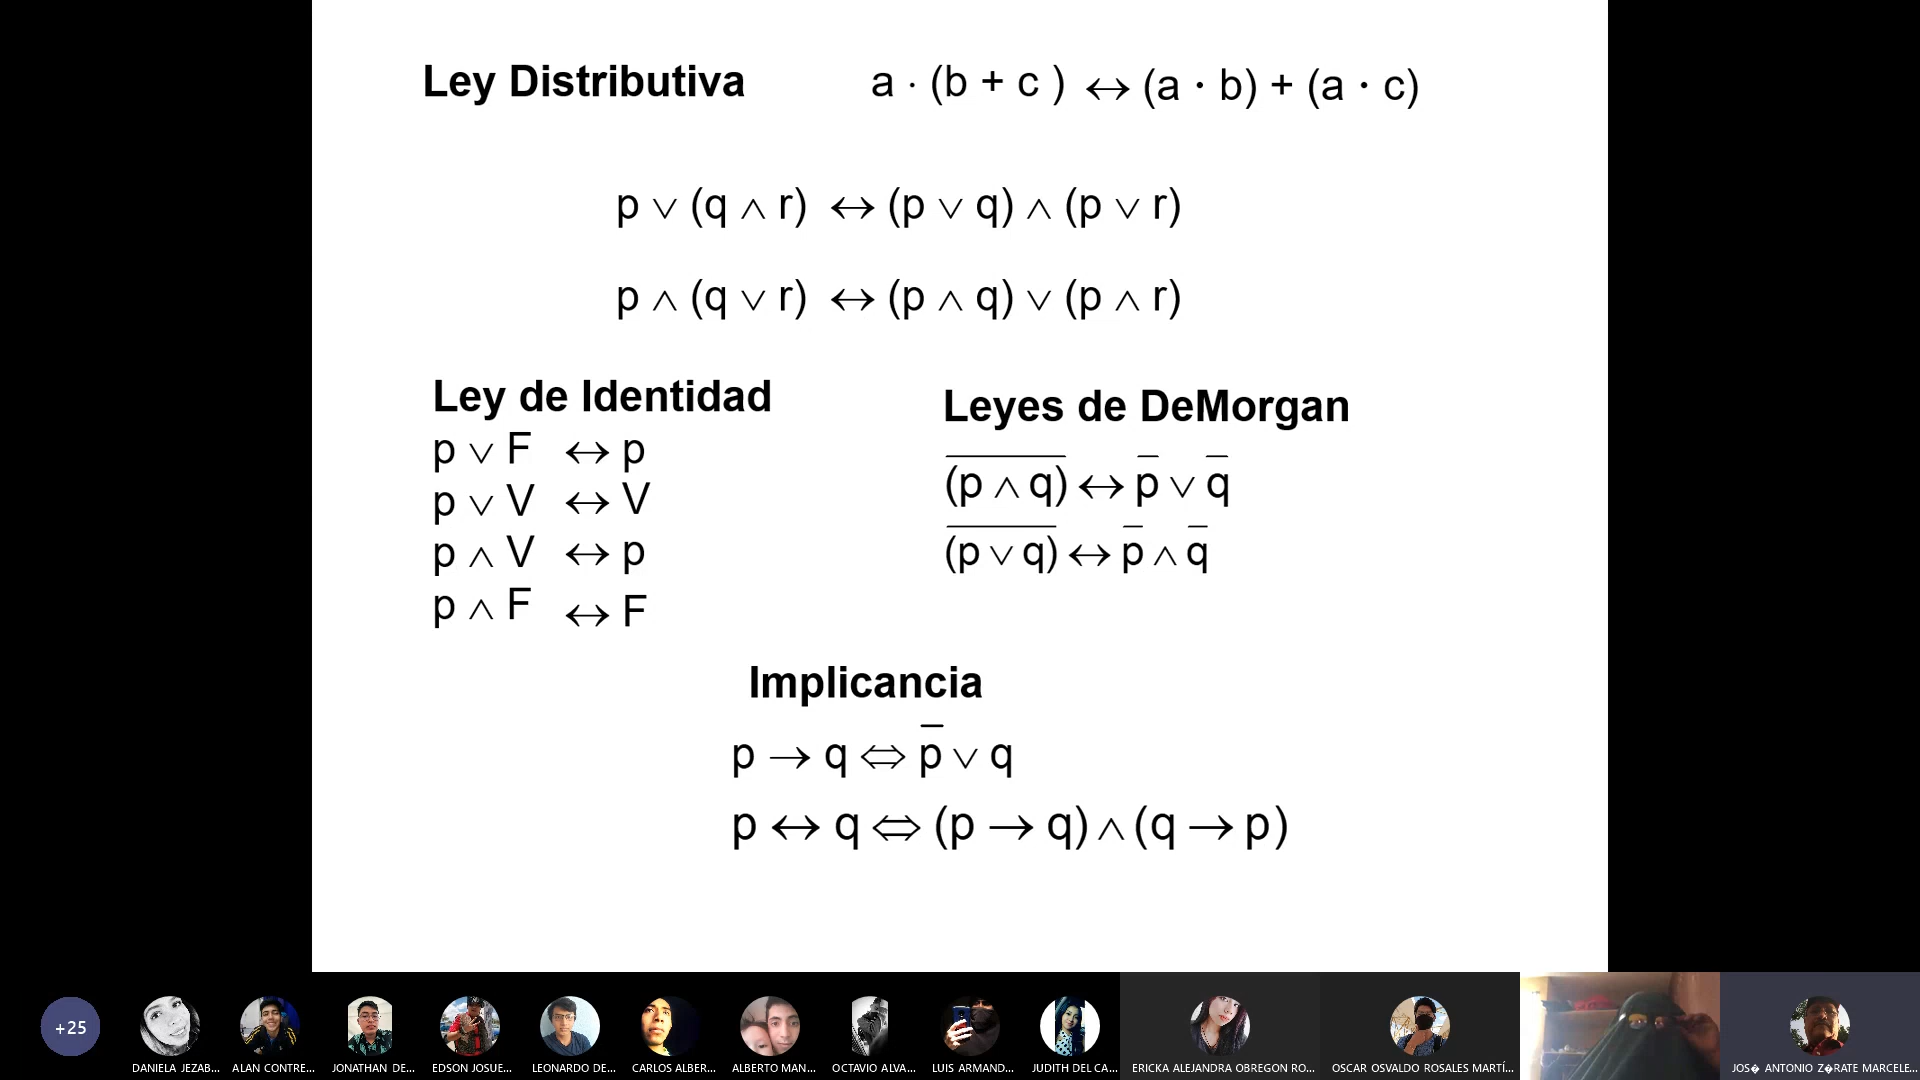 Ley Distributiva a · (b + c ) ↔ (a · b) + (a · c)
p ∨ (q ∧ r) ↔ (p ∨ q) ∧ (p ∨ r)
p ∧ (q ∨ r) ↔ (p ∧ q) ∨ (p ∧ r)
Ley de Identidad
p ∨ F ↔ p
p ∨ V ↔ V
p ∧ V ↔ p
p ∧ F ↔ F
Leyes de DeMorgan
(p ∧ q)̅ ↔ p̅ ∨ q̅
(p ∨ q)̅ ↔ p̅ ∧ q̅
Implicancia
p → q ⇔ p̅ ∨ q
p ↔ q ⇔ (p → q) ∧ (q → p)
+25
DANIELA JEZAB...
ALAN CONTRE...
JONATHAN DE...
EDSON JOSUE...
LEONARDO DE...
CARLOS ALBER...
ALBERTO MAN...
OCTAVIO ALVA...
LUIS ARMAND...
JUDITH DEL CA...
ERICKA ALEJANDRA OBREGON RO...
OSCAR OSVALDO ROSALES MARTÍ...
JOS� ANTONIO Z�RATE MARCELE...